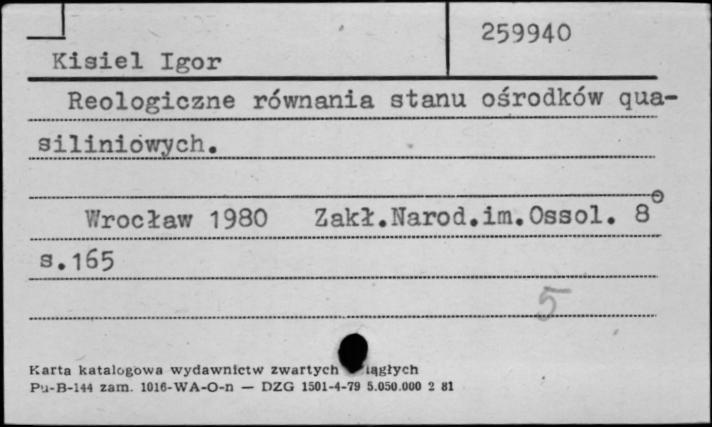 259940
Kisiel Igor
Reologiczne równania stanu ośrodków qua-
siliniowych.
Wrocław 1980 Zakł.Narod.im.Ossol. 8°
s.165
5
Karta katalogowa wydawnictw zwartych iągłych
Pu-B-144 zam. 1016-WA-O-n — DZG 1501-4-79 5.050.000 2 81